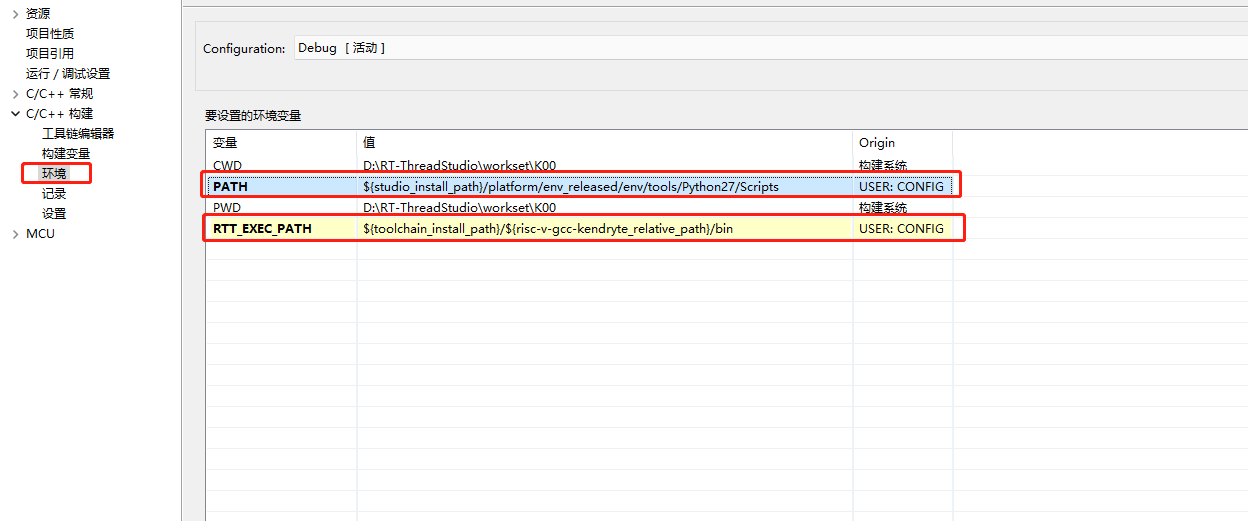 资源
项目性质
项目引用
运行 / 调试设置
C/C++ 常规
C/C++ 构建
工具链编辑器
构建变量
环境
记录
设置
MCU
Configuration: Debug [ 活动 ]
要设置的环境变量
变量 值 Origin
CWD D:\RT-ThreadStudio\workset\K00 构建系统
PATH ${studio_install_path}/platform/env_released/env/tools/Python27/Scripts USER: CONFIG
PWD D:\RT-ThreadStudio\workset\K00 构建系统
RTT_EXEC_PATH ${toolchain_install_path}/${risc-v-gcc-kendryte_relative_path}/bin USER: CONFIG